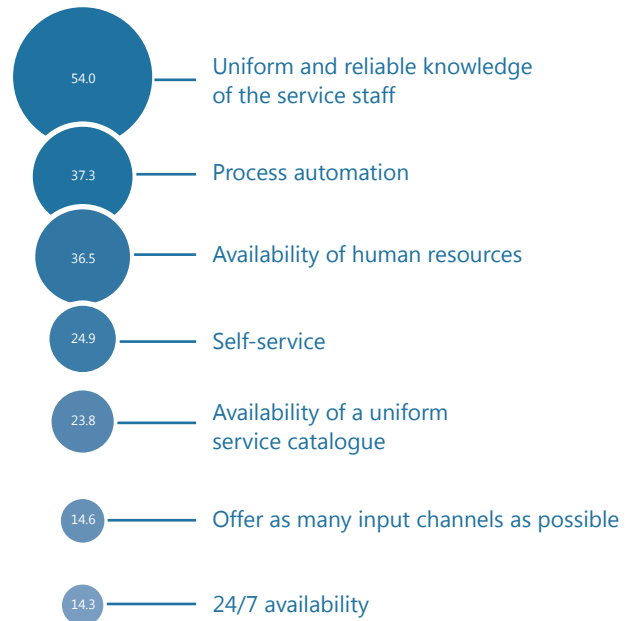 54.0
Uniform and reliable knowledge
of the service staff
37.3
Process automation
36.5
Availability of human resources
24.9
Self-service
23.8
Availability of a uniform
service catalogue
14.6
Offer as many input channels as possible
14.3
24/7 availability